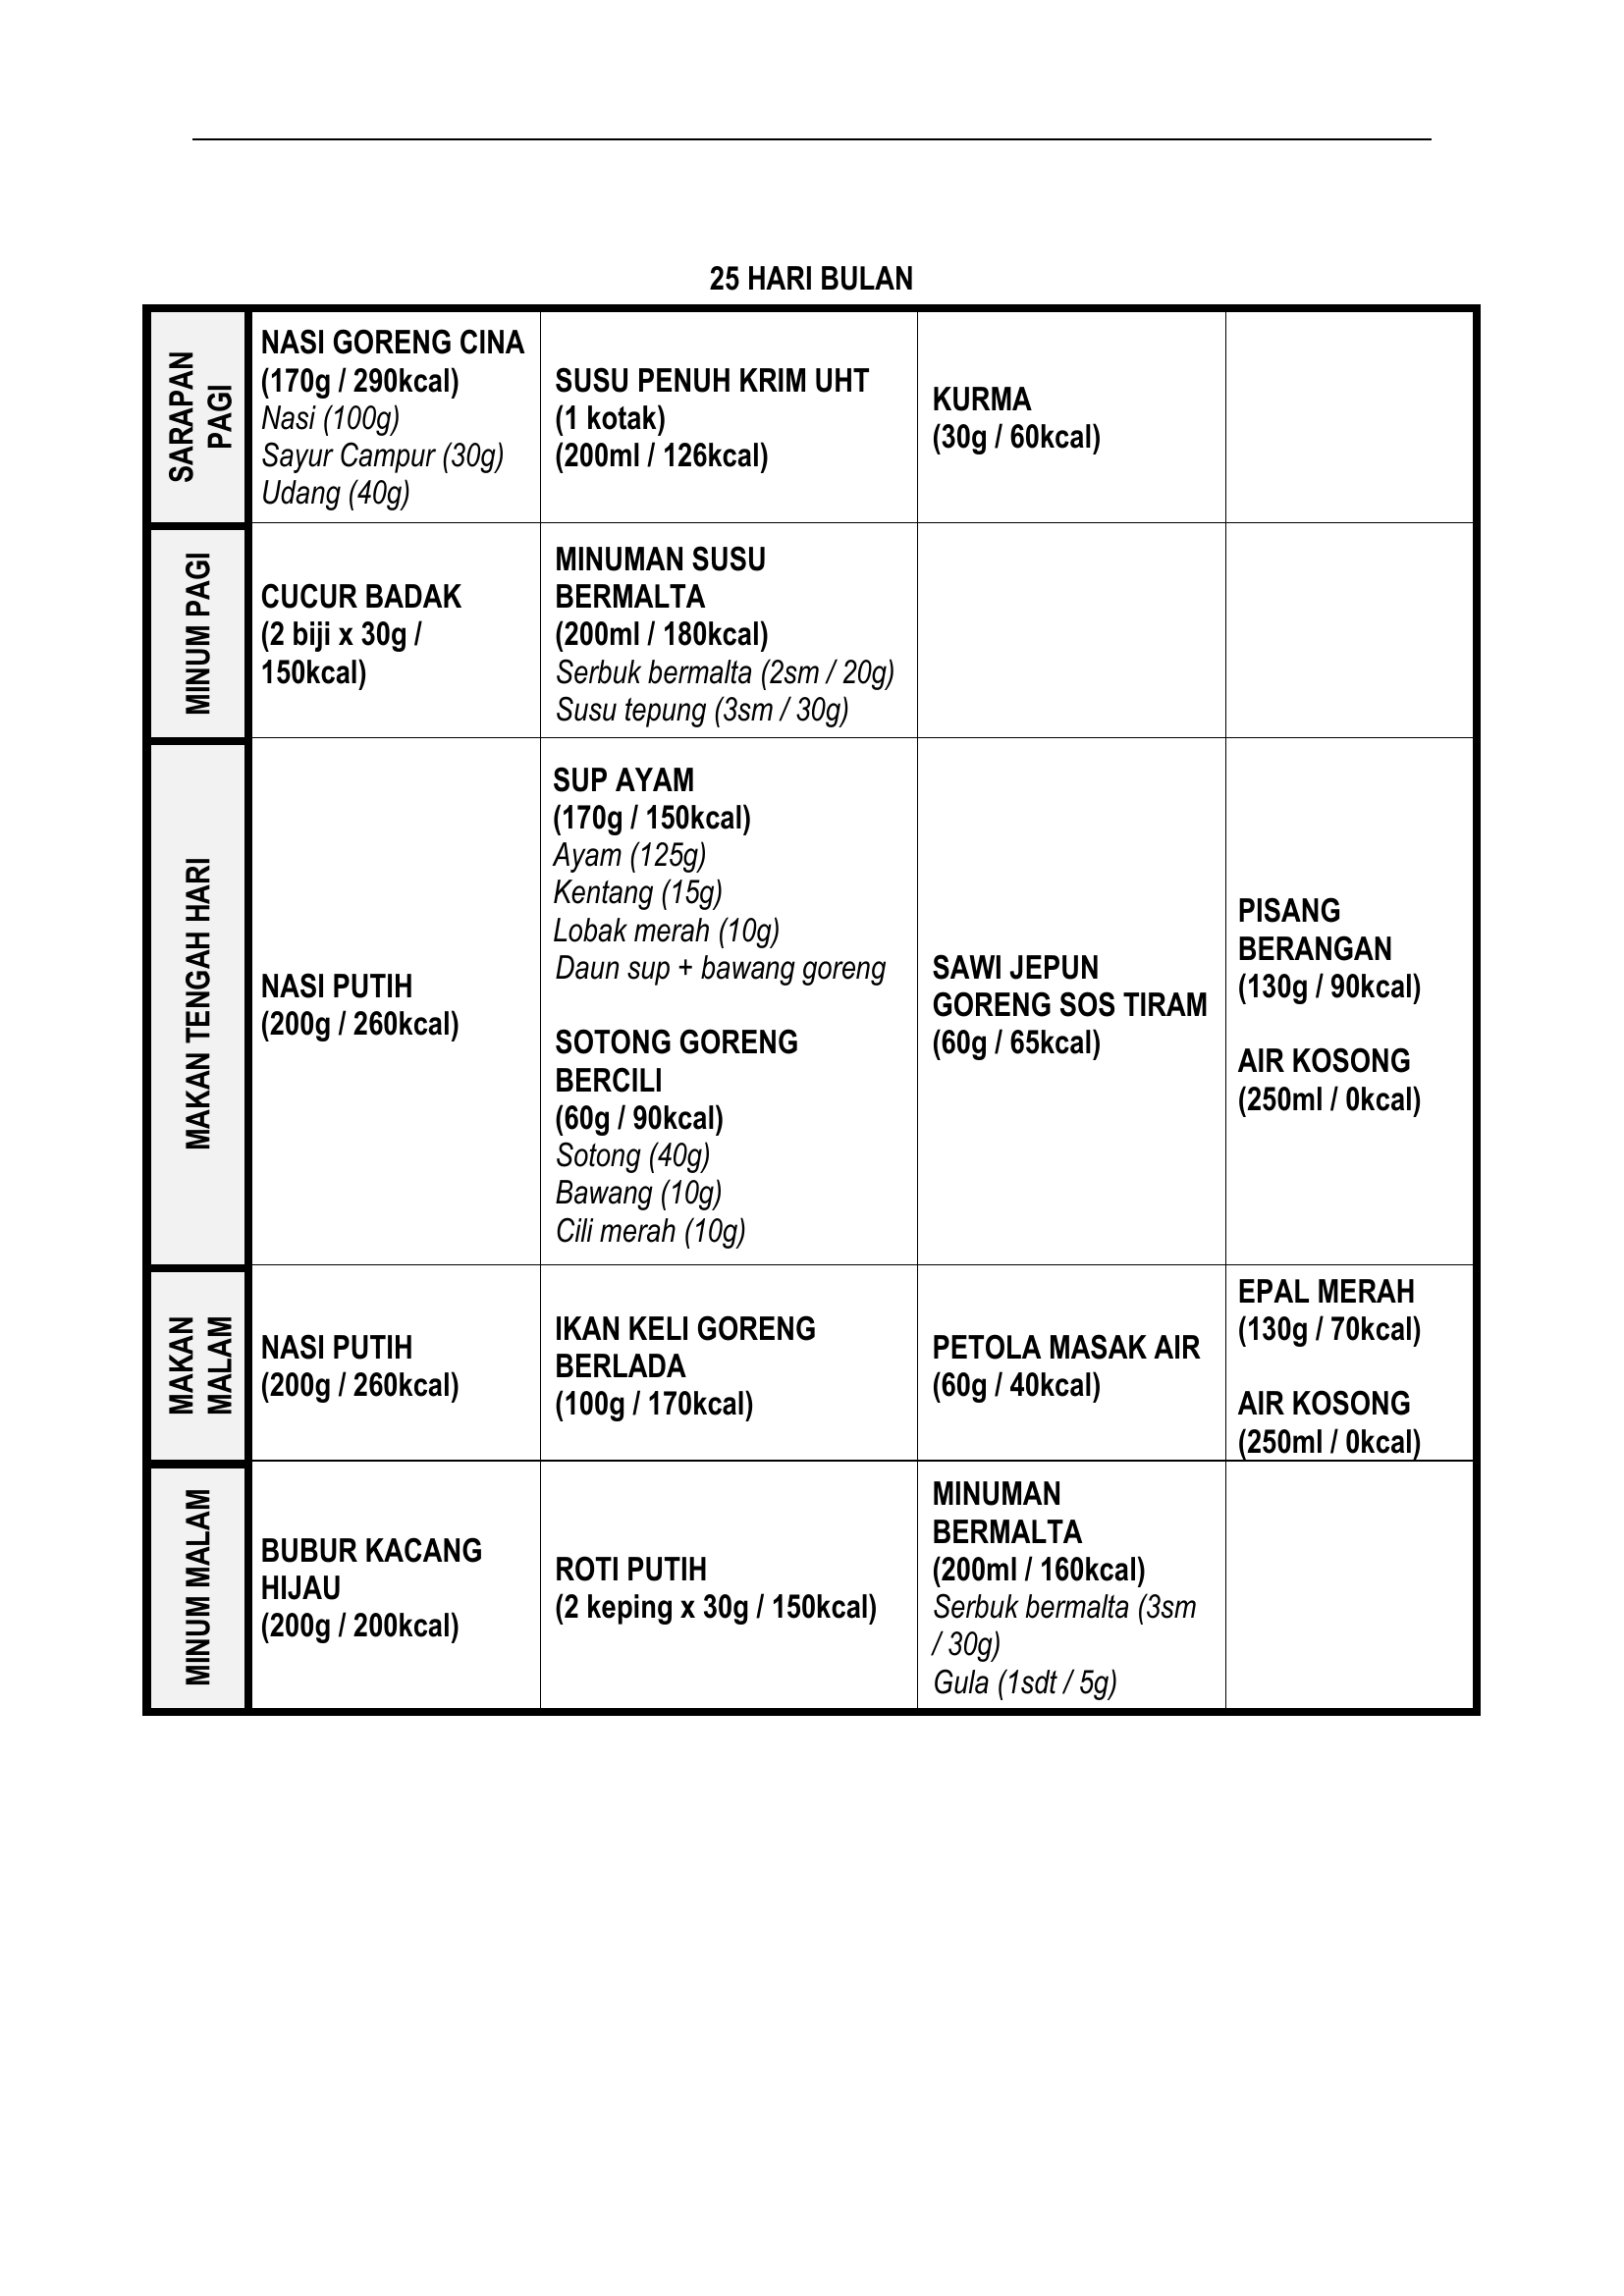 25 HARI BULAN
SARAPAN
PAGI
NASI GORENG CINA
(170g / 290kcal)
Nasi (100g)
Sayur Campur (30g)
Udang (40g)
SUSU PENUH KRIM UHT
(1 kotak)
(200ml / 126kcal)
KURMA
(30g / 60kcal)
MINUM PAGI
CUCUR BADAK
(2 biji x 30g /
150kcal)
MINUMAN SUSU
BERMALTA
(200ml / 180kcal)
Serbuk bermalta (2sm / 20g)
Susu tepung (3sm / 30g)
MAKAN TENGAH HARI
NASI PUTIH
(200g / 260kcal)
SUP AYAM
(170g / 150kcal)
Ayam (125g)
Kentang (15g)
Lobak merah (10g)
Daun sup + bawang goreng
SOTONG GORENG
BERCILI
(60g / 90kcal)
Sotong (40g)
Bawang (10g)
Cili merah (10g)
SAWI JEPUN
GORENG SOS TIRAM
(60g / 65kcal)
PISANG
BERANGAN
(130g / 90kcal)
AIR KOSONG
(250ml / 0kcal)
MAKAN
MALAM
NASI PUTIH
(200g / 260kcal)
IKAN KELI GORENG
BERLADA
(100g / 170kcal)
PETOLA MASAK AIR
(60g / 40kcal)
EPAL MERAH
(130g / 70kcal)
AIR KOSONG
(250ml / 0kcal)
MINUM MALAM
BUBUR KACANG
HIJAU
(200g / 200kcal)
ROTI PUTIH
(2 keping x 30g / 150kcal)
MINUMAN
BERMALTA
(200ml / 160kcal)
Serbuk bermalta (3sm
/ 30g)
Gula (1sdt / 5g)